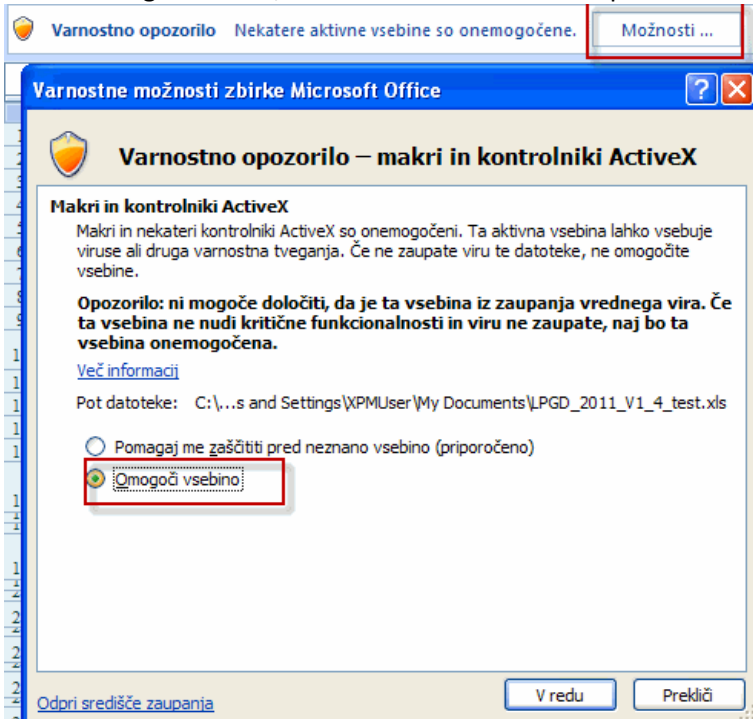 Varnostno opozorilo Nekatere aktivne vsebine so onemogočene. Možnosti ...
Varnostne možnosti zbirke Microsoft Office
Varnostno opozorilo – makri in kontrolniki ActiveX
Makri in kontrolniki ActiveX
Makri in nekateri kontrolniki ActiveX so onemogočeni. Ta aktivna vsebina lahko vsebuje
viruse ali druga varnostna tveganja. Če ne zaupate viru te datoteke, ne omogočite
vsebine.
Opozorilo: ni mogoče določiti, da je ta vsebina iz zaupanja vrednega vira. Če
ta vsebina ne nudi kritične funkcionalnosti in viru ne zaupate, naj bo ta
vsebina onemogočena.
Več informacij
Pot datoteke: C:\...s and Settings\XPMUser\My Documents\LPGD_2011_V1_4_test.xls
Pomagaj me zaščititi pred neznano vsebino (priporočeno)
Omogoči vsebino
Odpri središče zaupanja V redu Prekliči